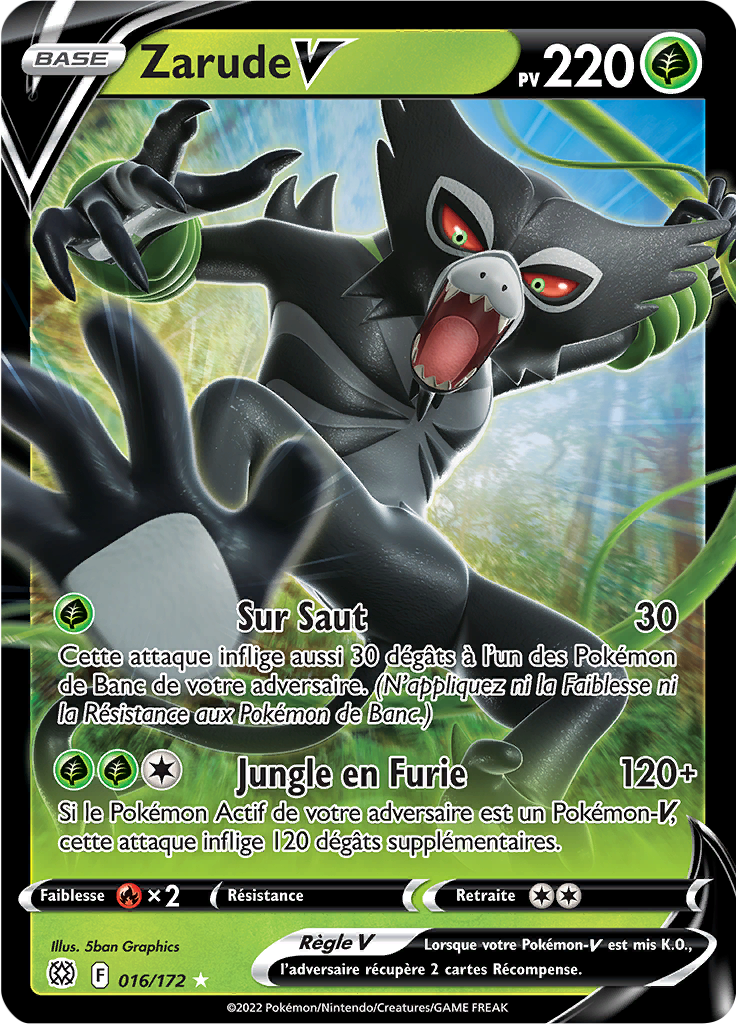 BASE Zarude V PV 220
Sur Saut 30
Cette attaque inflige aussi 30 dégâts à l'un des Pokémon
de Banc de votre adversaire. (N'appliquez ni la Faiblesse ni
la Résistance aux Pokémon de Banc.)
Jungle en Furie 120+
Si le Pokémon Actif de votre adversaire est un Pokémon-V,
cette attaque inflige 120 dégâts supplémentaires.
Faiblesse ×2 Résistance Retraite
Illus. 5ban Graphics
F 016/172
Règle V Lorsque votre Pokémon-V est mis K.O.,
l'adversaire récupère 2 cartes Récompense.
©2022 Pokémon/Nintendo/Creatures/GAME FREAK